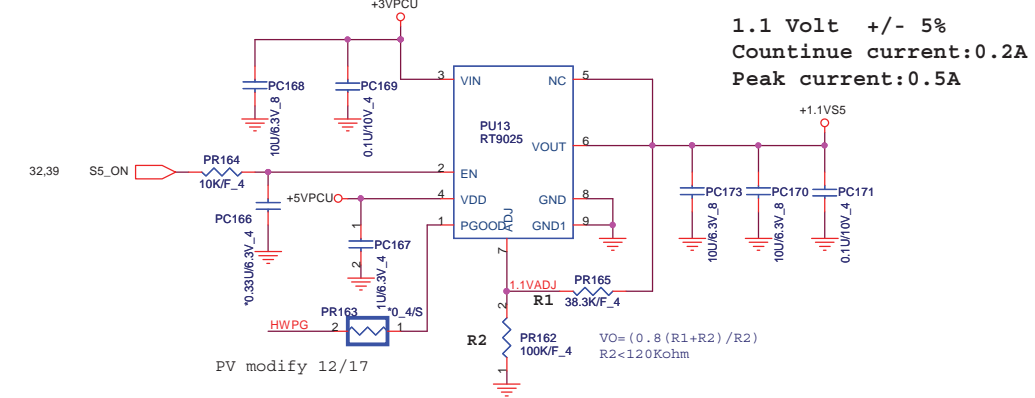 +3VPCU
1.1 Volt +/- 5%
Countinue current:0.2A
Peak current:0.5A
PC168
10U/6.3V_8
PC169
0.1U/10V_4
3
VIN
NC
5
PU13
RT9025
VOUT
6
+1.1VS5
32,39
S5_ON
PR164
10K/F_4
2
EN
PC166
*0.33U/6.3V_4
+5VPCU
4
VDD
GND
8
1
PGOOD
ADJ
GND1
9
7
1
PC167
2
1U/6.3V_4
PC173
10U/6.3V_8
PC170
10U/6.3V_8
PC171
0.1U/10V_4
1.1VADJ
R1
PR165
38.3K/F_4
HWPG
2
PR163
*0_4/S
1
R2
2
PR162
100K/F_4
1
VO=(0.8(R1+R2)/R2)
R2<120Kohm
PV modify 12/17